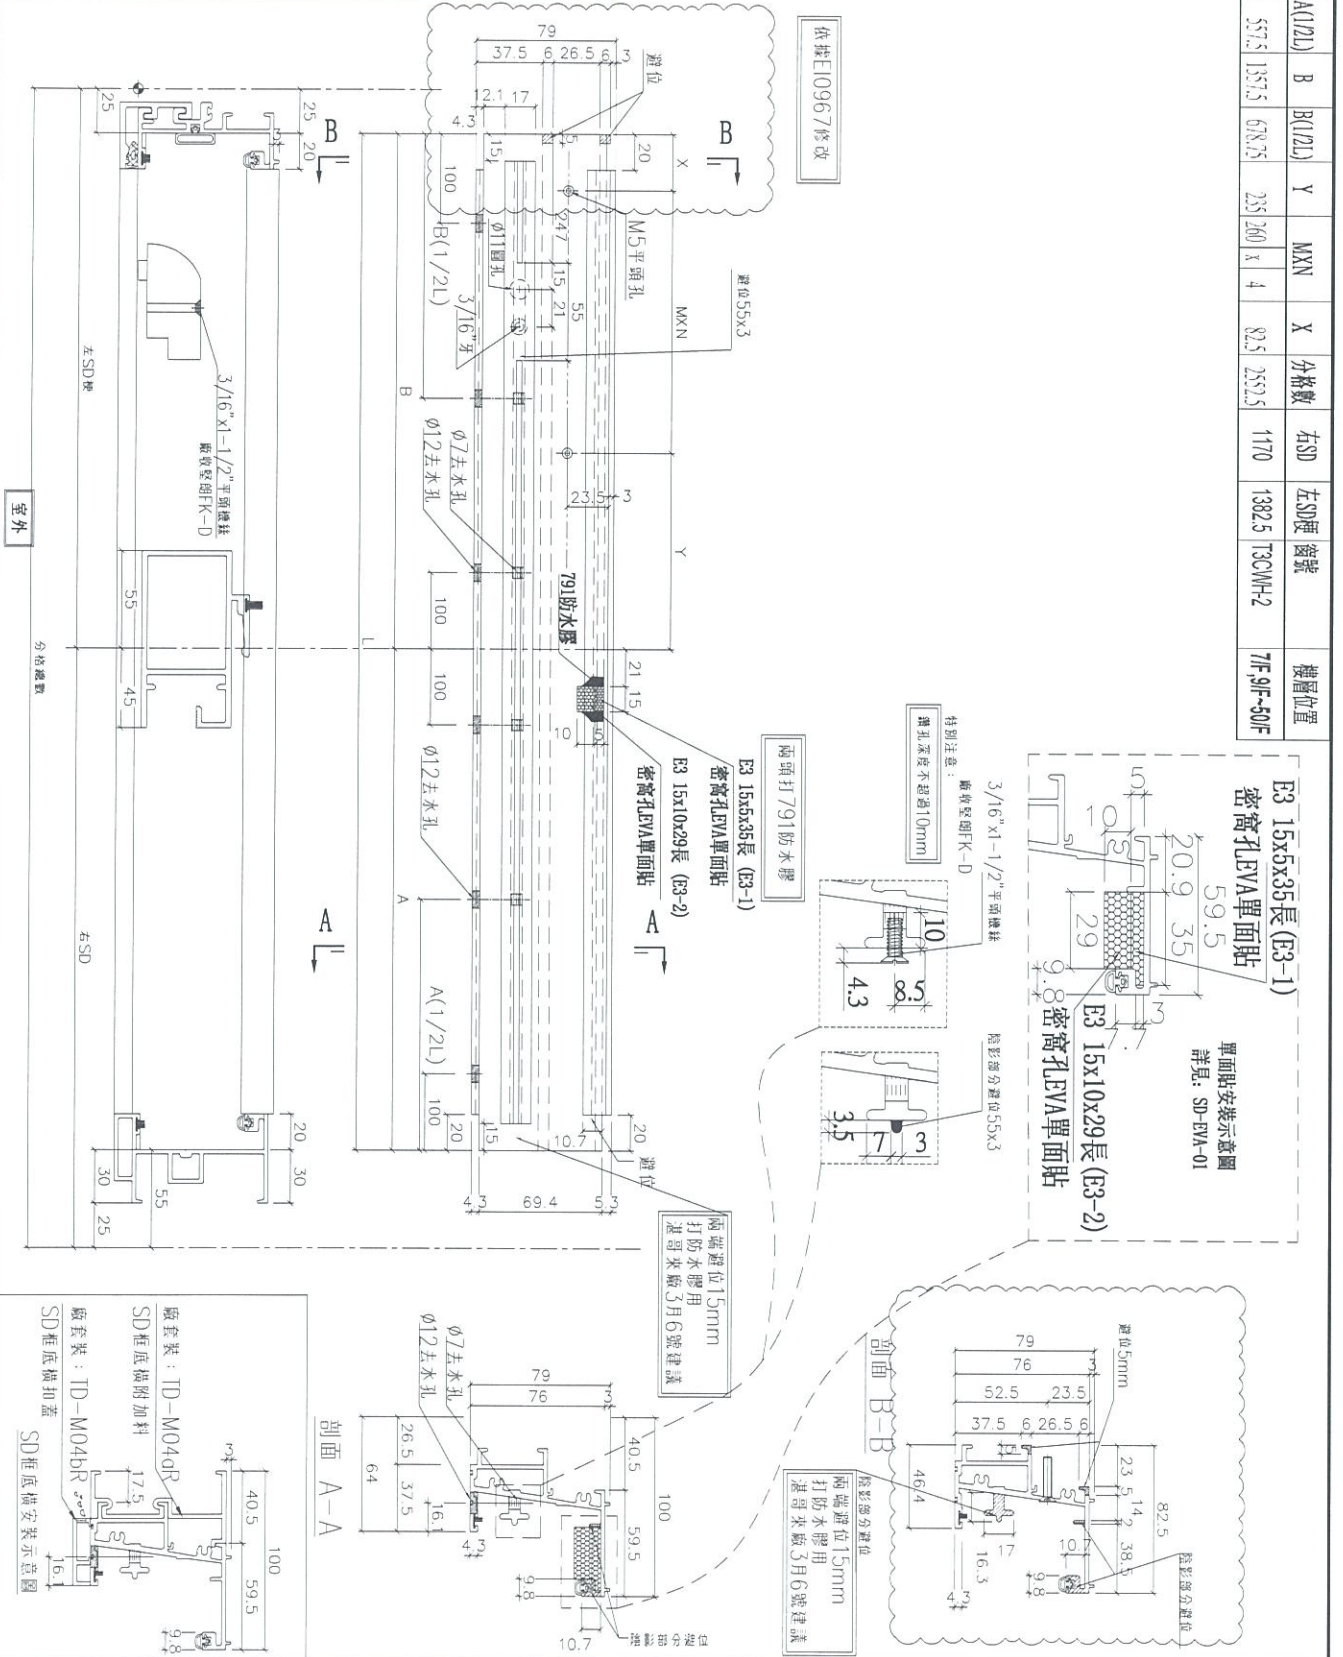 A(1/2L) B B(1/2L) Y MXN X 分格數 右SD 左SD梗 窗號 樓層位置
557.5 1357.5 678.75 235 260 x 4 82.5 2552.5 1170 1382.5 T3CWH-2 7/F,9/F~50/F
依據E10967修改
79
37.5 6 26.5 6 3
避位
12.1 17
4.3
15
100
20
X
B
B
25
20
25
M5平頭孔
247
15
21
55
MXN
避位55x3
Ø11圓孔
3/16"牙
B(1/2L)
B
Ø7去水孔
Ø12去水孔
23.5
3
Y
791防水膠
100
100
21
15
10
5
L
Ø12去水孔
A
A(1/2L)
100
20
15
10.7
20
避位
4.3
69.4
5.3
A
A
E3 15x5x35長 (E3-1)
密窩孔EVA單面貼
E3 15x10x29長 (E3-2)
密窩孔EVA單面貼
兩頭打791防水膠
特別注意:
鑽孔深度不超過10mm
3/16"x1-1/2"平頭機絲
廠收堅朗FK-D
10
8.5
4.3
陰影部分避位55x3
3.5
7
3
E3 15x5x35長 (E3-1)
密窩孔EVA單面貼
59.5
20.9 35
5
10
29
9.8
3
E3 15x10x29長 (E3-2)
密窩孔EVA單面貼
單面貼安裝示意圖
詳見: SD-EVA-01
兩端避位15mm
打防水膠用
湛哥來廠3月6號建議
左SD梗
3/16"x1-1/2"平頭機絲
廠收堅朗FK-D
室外
55
45
分格總數
右SD
20
30
30
55
25
避位5mm
79
76
3
52.5 23.5
37.5 6 26.5 6
46.4
82.5
23.5
14.2
38.5
10.7
17
16.3
9.8
4.3
陰影部分避位
陰影部分避位
兩端避位15mm
打防水膠用
湛哥來廠3月6號建議
剖面 B-B
Ø7去水孔
Ø12去水孔
79
76
3
100
40.5
59.5
26.5 37.5
64
16.1
4.3
9.8
10.7
剖面 A-A
廠套裝:TD-M04aR
SD框底橫附加料
廠套裝:TD-M04bR
SD框底橫扣蓋
17.5
3
40.5
59.5
100
16.1
9.8
SD框底橫安裝示意圖